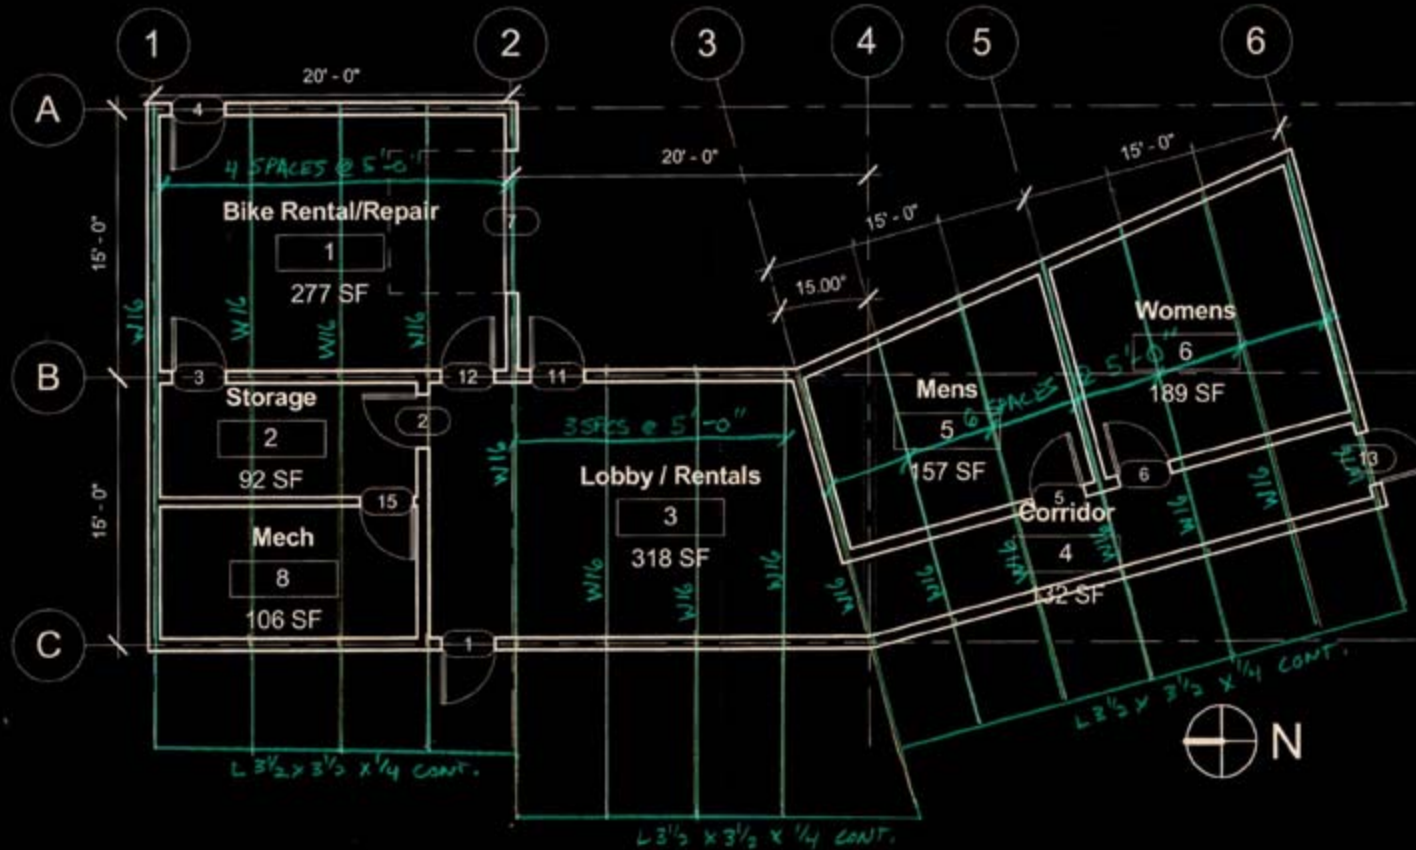 1 2 3 4 5 6
20' - 0"
A
4
20' - 0"
15' - 0"
4 SPACES @ 5'-0"
15' - 0"
Bike Rental/Repair
1
277 SF
7
15' - 0"
15.00°
W16 W16 W16 W16
Womens
6
189 SF
B
3 12 11
Storage
2
92 SF
2
3 SPCS @ 5'-0"
W16
Mens
5
157 SF
6 SPACES @ 5'-0"
Lobby / Rentals
3
318 SF
15' - 0"
15
Mech
8
106 SF
5
6
13
Corridor
4
132 SF
W16 W16 W16
W16 W16 W16 W16 W16 W16 W16
C
1
L 3½ x 3½ x ¼ CONT.
L 3½ x 3½ x ¼ CONT.
L 3½ x 3½ x ¼ CONT.
N